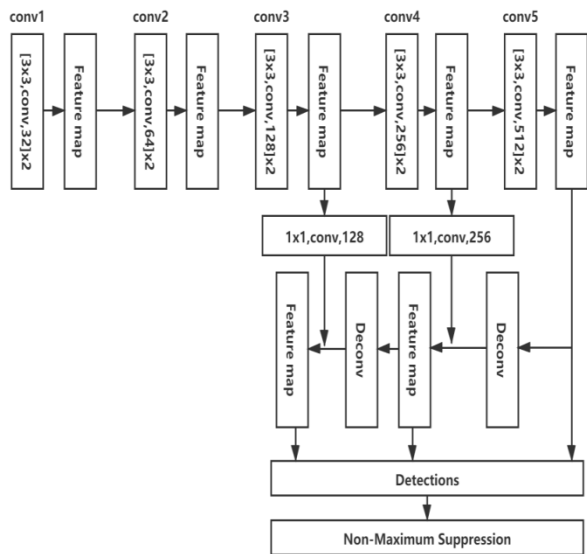 conv1
conv2
conv3
conv4
conv5
[3x3,conv,32]x2
Feature map
[3x3,conv,64]x2
Feature map
[3x3,conv,128]x2
Feature map
[3x3,conv,256]x2
Feature map
[3x3,conv,512]x2
Feature map
1x1,conv,128
1x1,conv,256
Feature map
Deconv
Feature map
Deconv
Detections
Non-Maximum Suppression